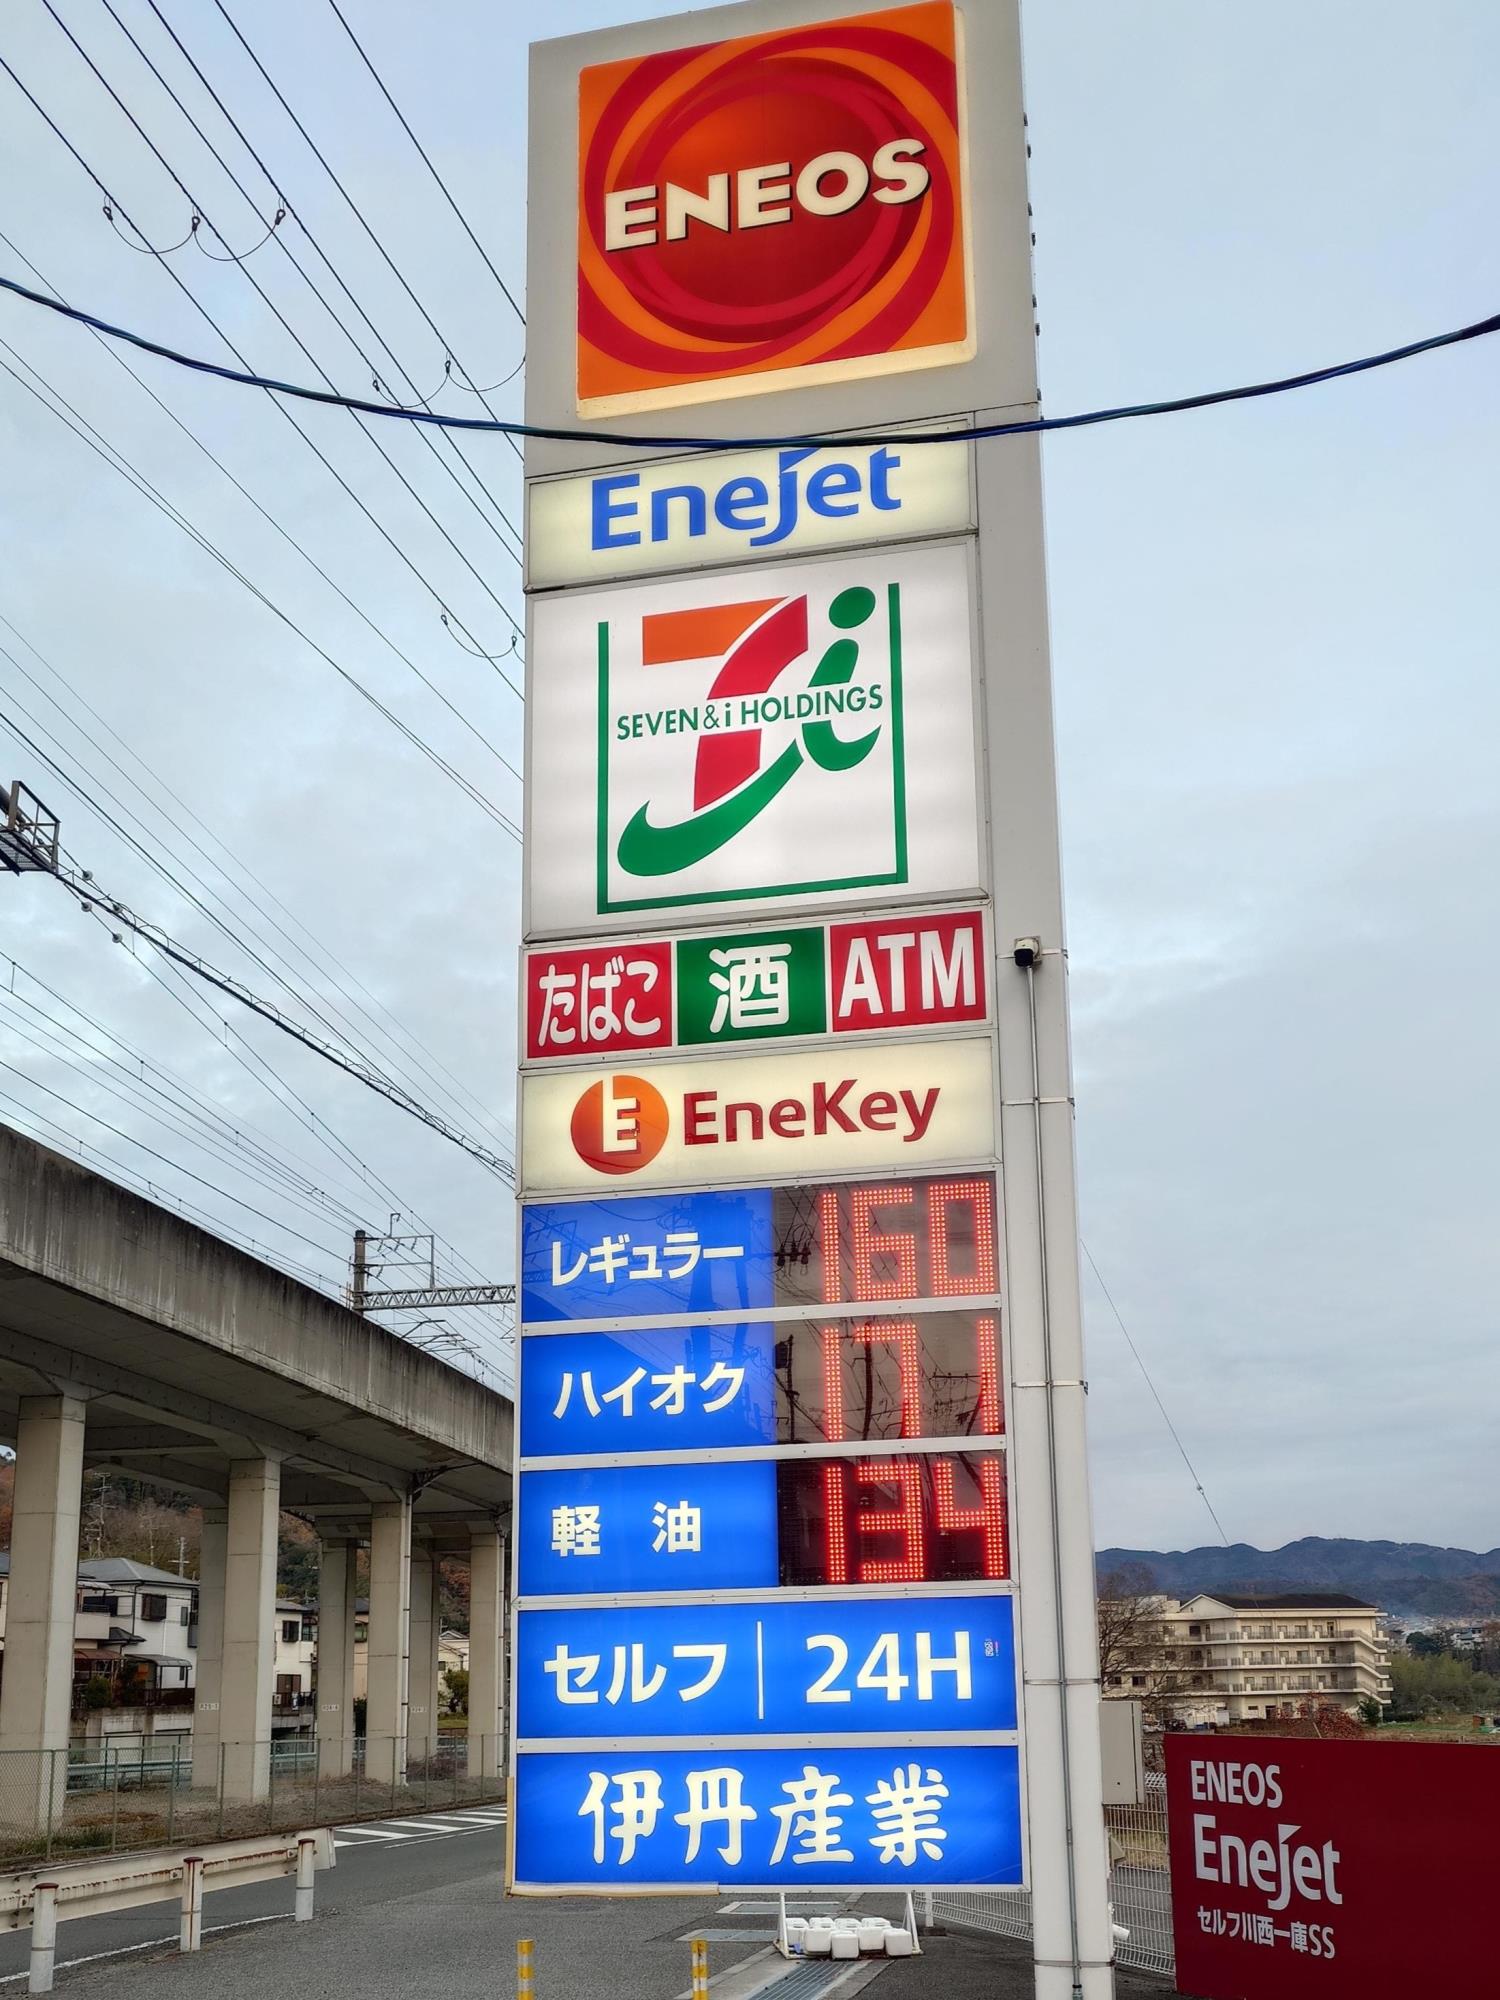 ENEOS
EneJet
SEVEN&i HOLDINGS
たばこ 酒 ATM
E EneKey
レギュラー 160
ハイオク 171
軽油 134
セルフ 24H
伊丹産業
ENEOS
EneJet
セルフ川西一庫SS